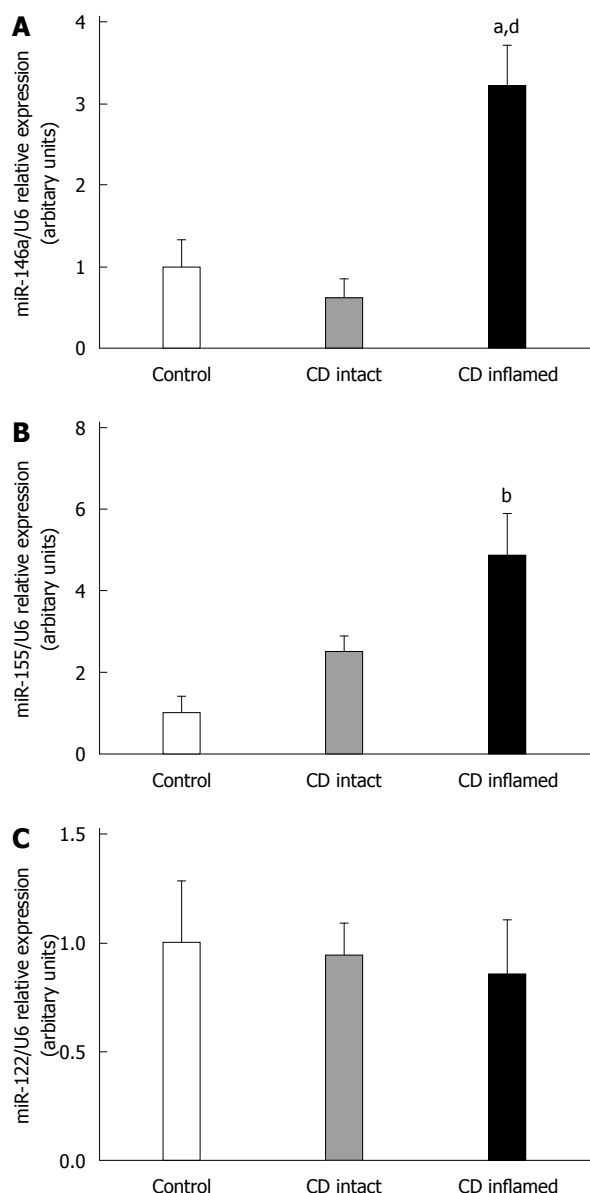 A
miR-146a/U6 relative expression
(arbitary units)
4
3
2
1
0
a,d
Control
CD intact
CD inflamed
B
miR-155/U6 relative expression
(arbitary units)
8
6
4
2
0
b
Control
CD intact
CD inflamed
C
miR-122/U6 relative expression
(arbitary units)
1.5
1.0
0.5
0.0
Control
CD intact
CD inflamed